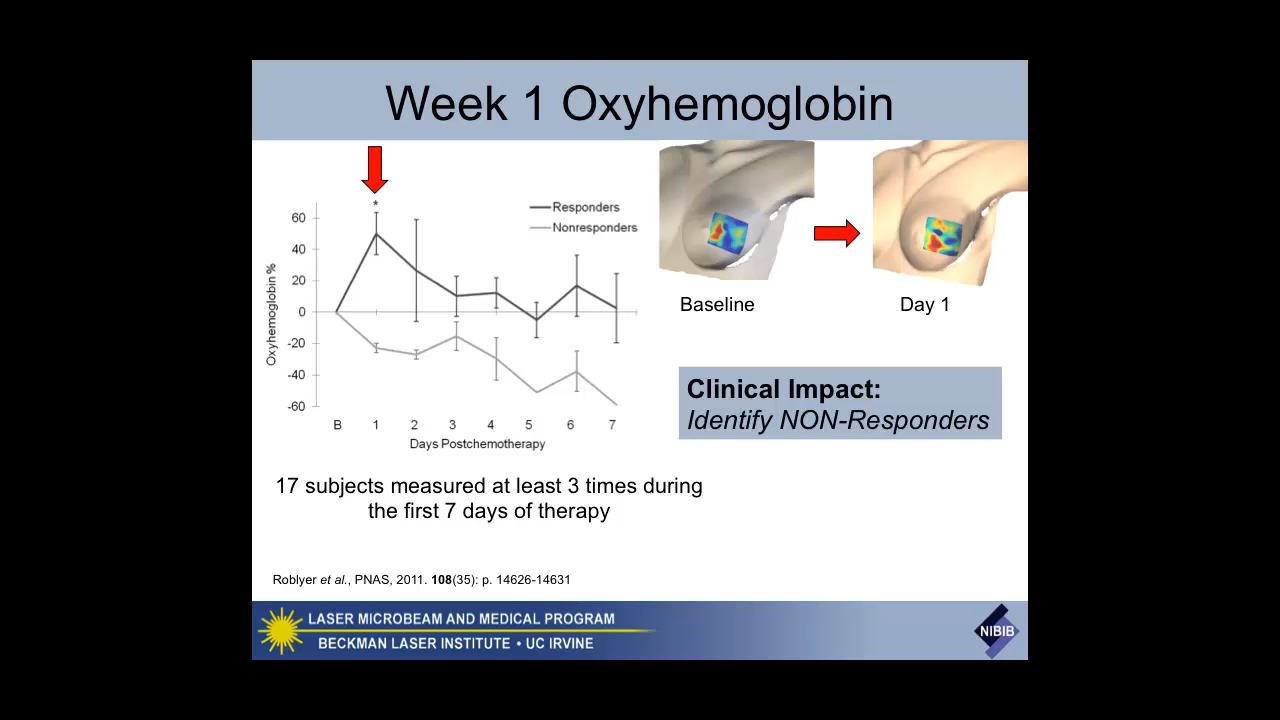 Week 1 Oxyhemoglobin
*
60
40
20
0
-20
-40
-60
Oxyhemoglobin %
Responders
Nonresponders
B 1 2 3 4 5 6 7
Days Postchemotherapy
Baseline
Day 1
Clinical Impact:
Identify NON-Responders
17 subjects measured at least 3 times during
the first 7 days of therapy
Roblyer et al., PNAS, 2011. 108(35): p. 14626-14631
LASER MICROBEAM AND MEDICAL PROGRAM
BECKMAN LASER INSTITUTE • UC IRVINE
NIBIB